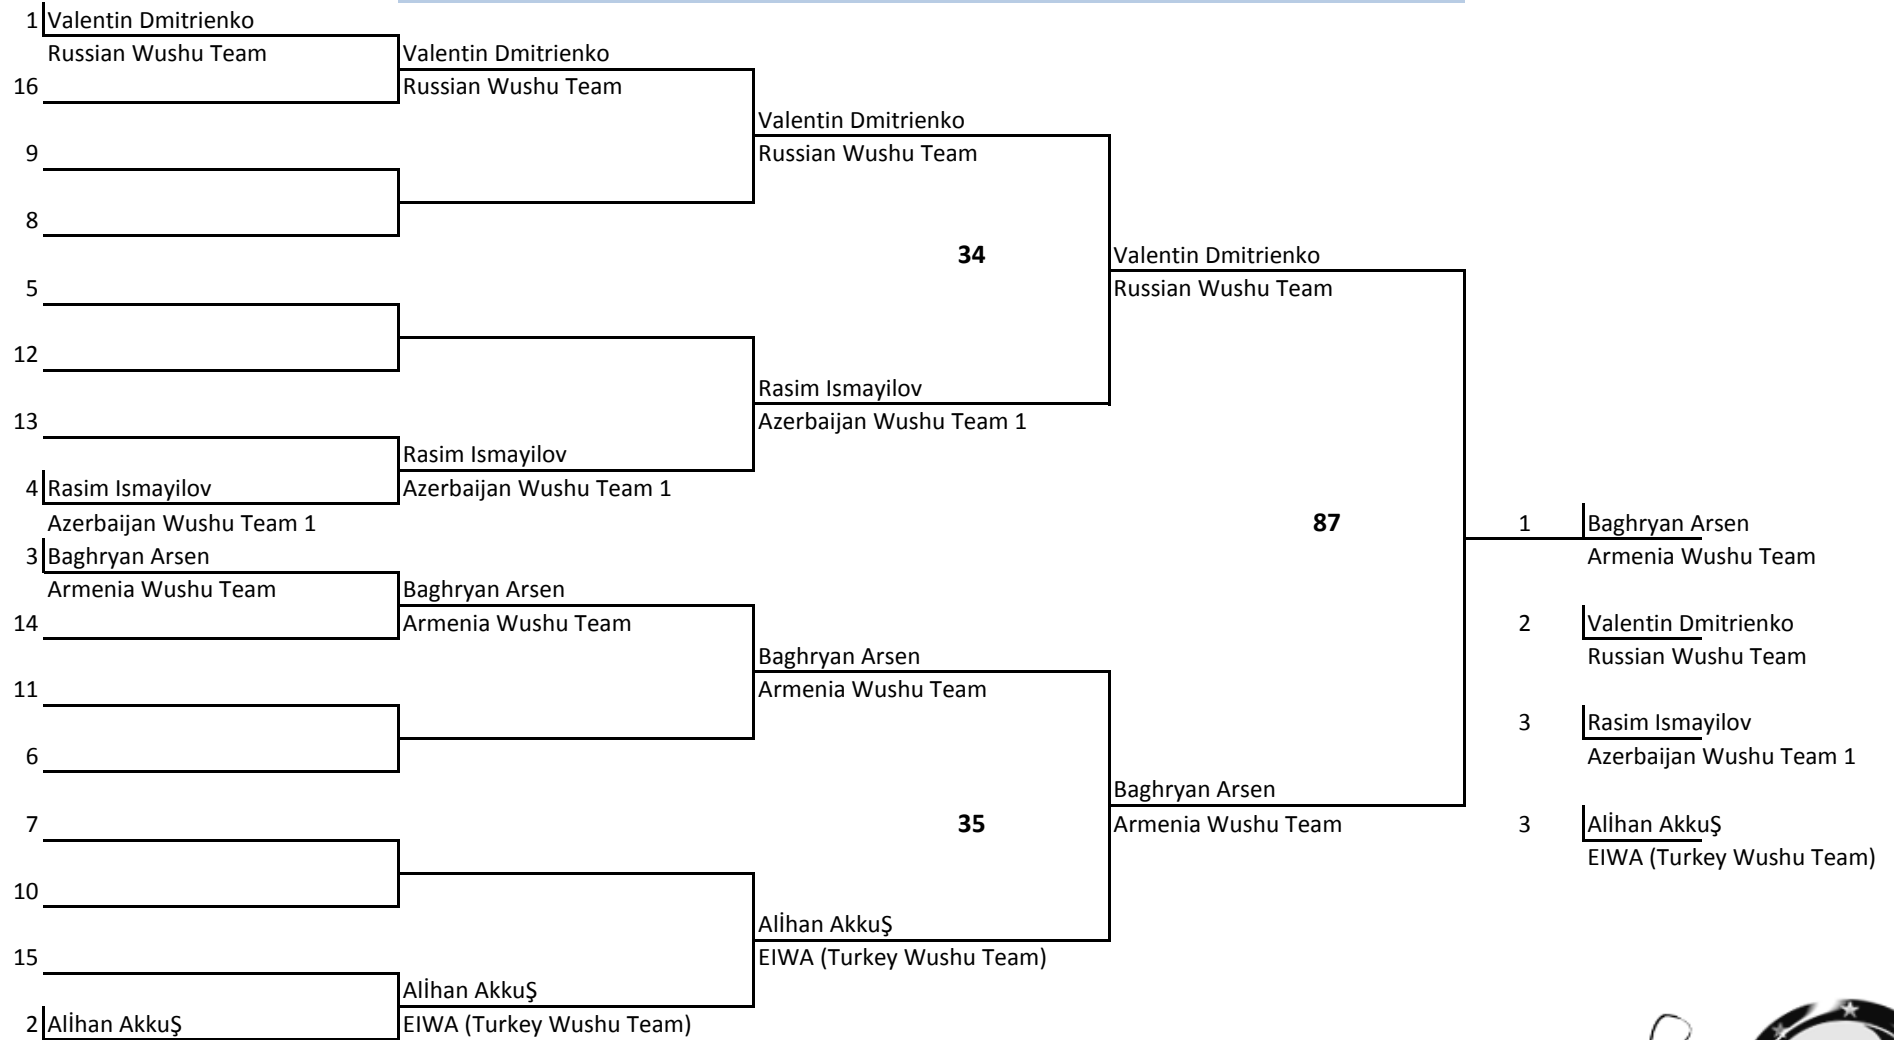 1 Valentin Dmitrienko
Russian Wushu Team
Valentin Dmitrienko
16
Russian Wushu Team
Valentin Dmitrienko
9
Russian Wushu Team
8
34
Valentin Dmitrienko
5
Russian Wushu Team
12
Rasim Ismayilov
13
Azerbaijan Wushu Team 1
Rasim Ismayilov
4 Rasim Ismayilov
Azerbaijan Wushu Team 1
Azerbaijan Wushu Team 1
87
1 Baghryan Arsen
3 Baghryan Arsen
Armenia Wushu Team
Armenia Wushu Team
Baghryan Arsen
14
Armenia Wushu Team
2 Valentin Dmitrienko
Baghryan Arsen
Russian Wushu Team
11
Armenia Wushu Team
3 Rasim Ismayilov
6
Azerbaijan Wushu Team 1
Baghryan Arsen
7
35
Armenia Wushu Team
3 Alİhan AkkuŞ
EIWA (Turkey Wushu Team)
10
Alİhan AkkuŞ
15
EIWA (Turkey Wushu Team)
Alİhan AkkuŞ
2 Alİhan AkkuŞ
EIWA (Turkey Wushu Team)